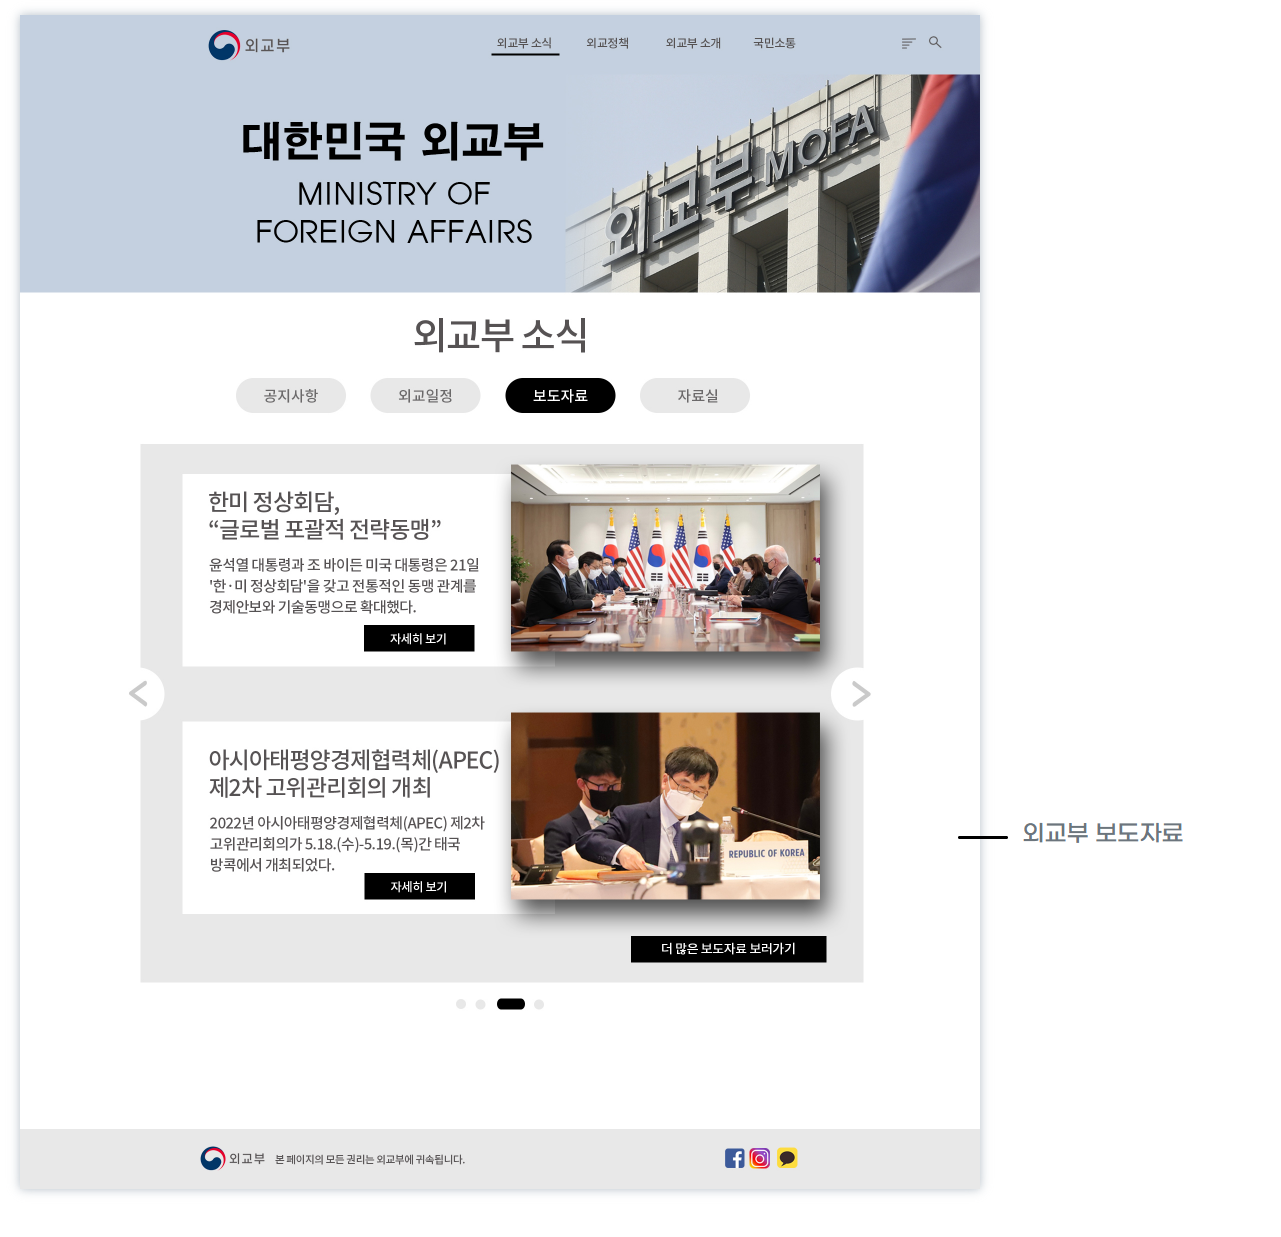 외교부
외교부 소식
외교정책
외교부 소개
국민소통
대한민국 외교부
MINISTRY OF
FOREIGN AFFAIRS
외교부 MOFA
외교부 소식
공지사항
외교일정
보도자료
자료실
한미 정상회담,
“글로벌 포괄적 전략동맹”
윤석열 대통령과 조 바이든 미국 대통령은 21일
'한·미 정상회담'을 갖고 전통적인 동맹 관계를
경제안보와 기술동맹으로 확대했다.
자세히 보기
아시아태평양경제협력체(APEC)
제2차 고위관리회의 개최
2022년 아시아태평양경제협력체(APEC) 제2차
고위관리회의가 5.18.(수)-5.19.(목)간 태국
방콕에서 개최되었다.
자세히 보기
REPUBLIC OF KOREA
더 많은 보도자료 보러가기
외교부 보도자료
외교부
본 페이지의 모든 권리는 외교부에 귀속됩니다.